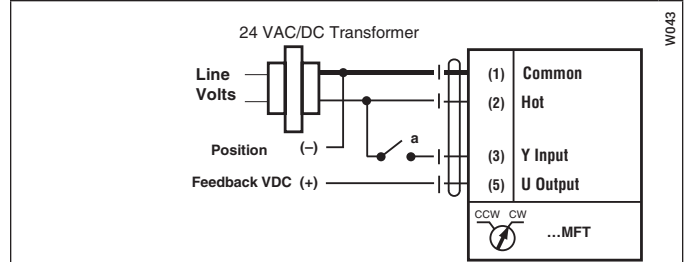 W043
24 VAC/DC Transformer
Line
Volts
(1) Common
(2) Hot
a
Position (–)
(3) Y Input
Feedback VDC (+)
(5) U Output
CCW CW
...MFT